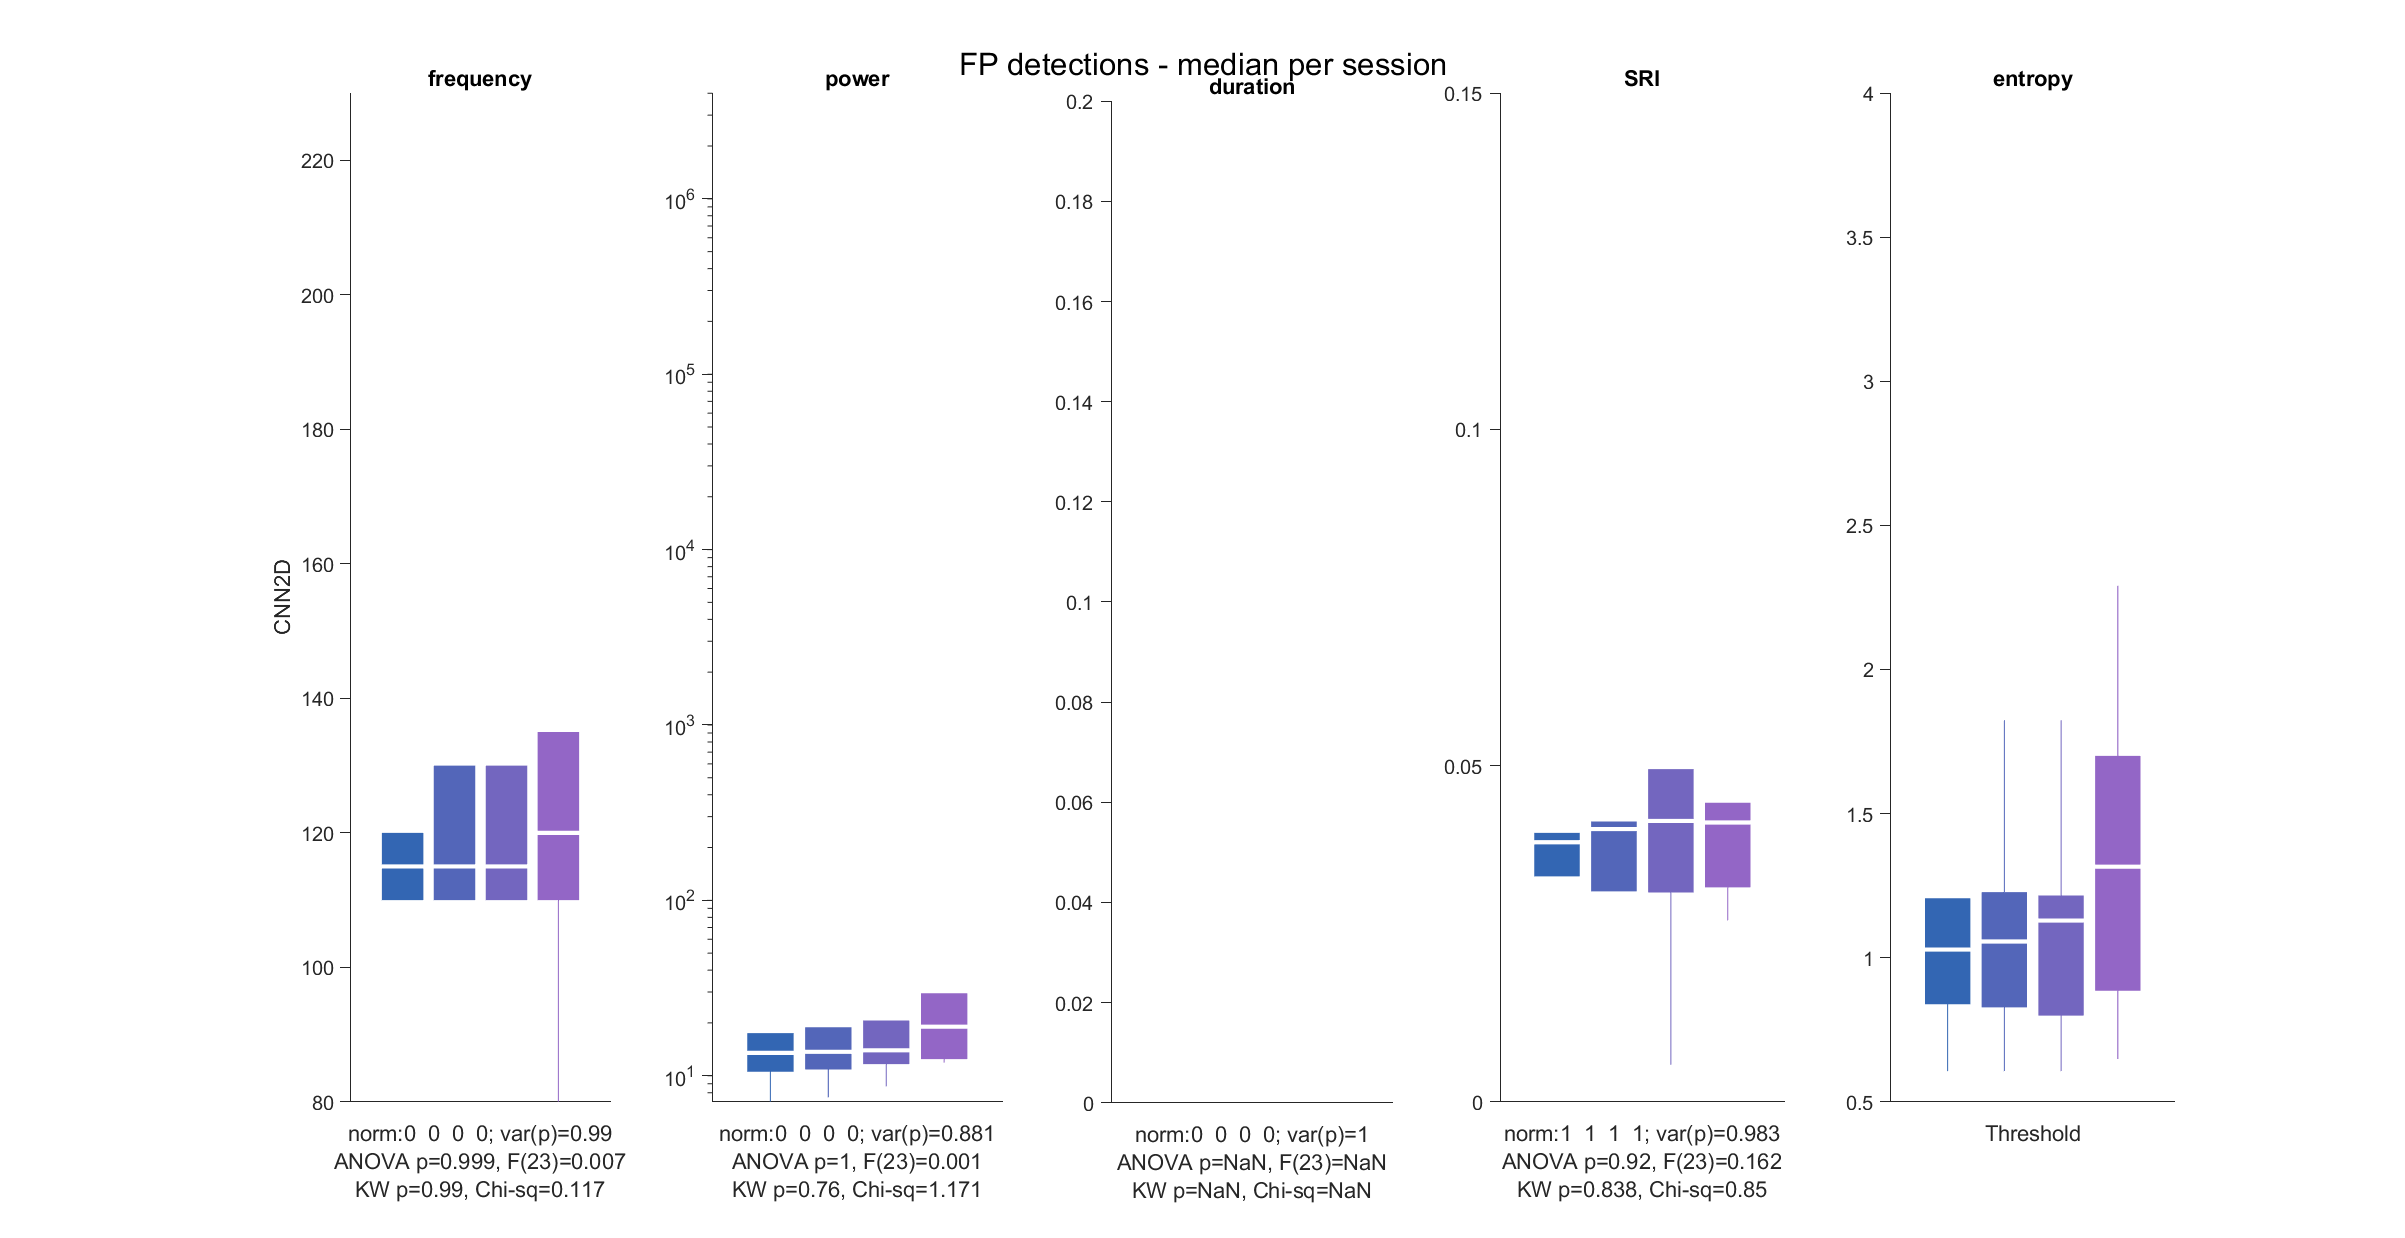 FP detections - median per session
frequency
power
duration
SRI
entropy
CNN2D
220
200
180
160
140
120
100
80
10^6
10^5
10^4
10^3
10^2
10^1
0.2
0.18
0.16
0.14
0.12
0.1
0.08
0.06
0.04
0.02
0
0.15
0.1
0.05
0
4
3.5
3
2.5
2
1.5
1
0.5
norm:0 0 0 0; var(p)=0.99
ANOVA p=0.999, F(23)=0.007
KW p=0.99, Chi-sq=0.117
norm:0 0 0 0; var(p)=0.881
ANOVA p=1, F(23)=0.001
KW p=0.76, Chi-sq=1.171
norm:0 0 0 0; var(p)=1
ANOVA p=NaN, F(23)=NaN
KW p=NaN, Chi-sq=NaN
norm:1 1 1 1; var(p)=0.983
ANOVA p=0.92, F(23)=0.162
KW p=0.838, Chi-sq=0.85
Threshold